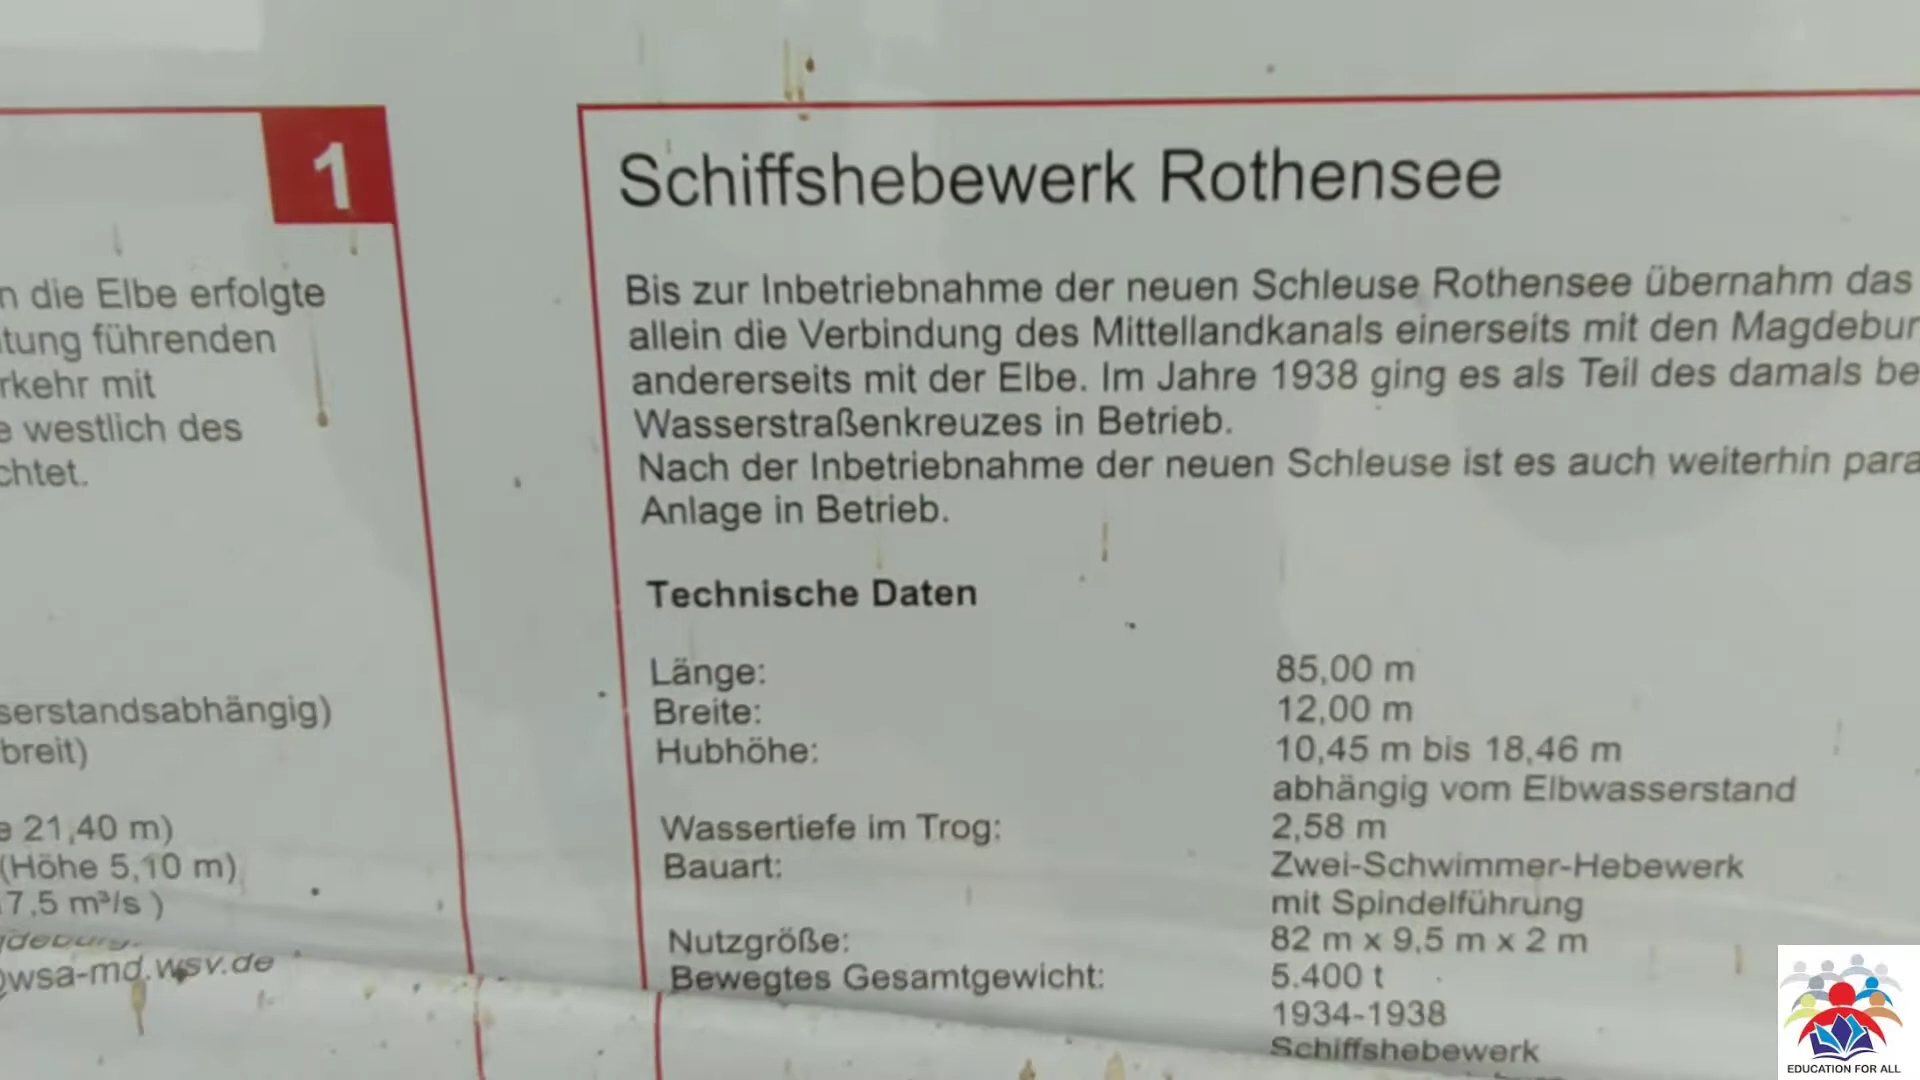 1
n die Elbe erfolgte
tung führenden
rkehr mit
e westlich des
chtet.
serstandsabhängig)
breit)
e 21,40 m)
(Höhe 5,10 m)
7,5 m³/s )
wsa-md.wsv.de
Schiffshebewerk Rothensee
Bis zur Inbetriebnahme der neuen Schleuse Rothensee übernahm das
allein die Verbindung des Mittellandkanals einerseits mit den Magdebur
andererseits mit der Elbe. Im Jahre 1938 ging es als Teil des damals be
Wasserstraßenkreuzes in Betrieb.
Nach der Inbetriebnahme der neuen Schleuse ist es auch weiterhin para
Anlage in Betrieb.
Technische Daten
Länge: 85,00 m
Breite: 12,00 m
Hubhöhe: 10,45 m bis 18,46 m
abhängig vom Elbwasserstand
Wassertiefe im Trog: 2,58 m
Bauart: Zwei-Schwimmer-Hebewerk
mit Spindelführung
Nutzgröße: 82 m x 9,5 m x 2 m
Bewegtes Gesamtgewicht: 5.400 t
1934-1938
Schiffshebewerk
EDUCATION FOR ALL